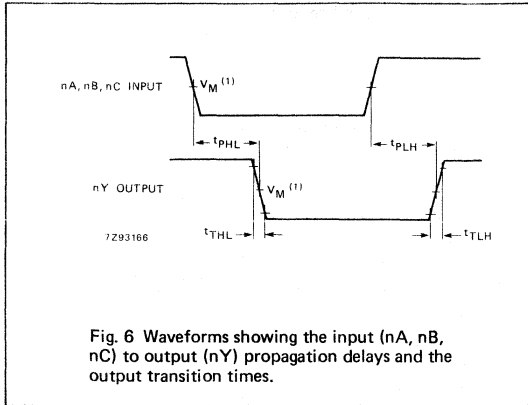 nA, nB, nC INPUT
VM (1)
tPHL
tPLH
nY OUTPUT
VM (1)
7Z93166
tTHL
tTLH
Fig. 6 Waveforms showing the input (nA, nB,
nC) to output (nY) propagation delays and the
output transition times.